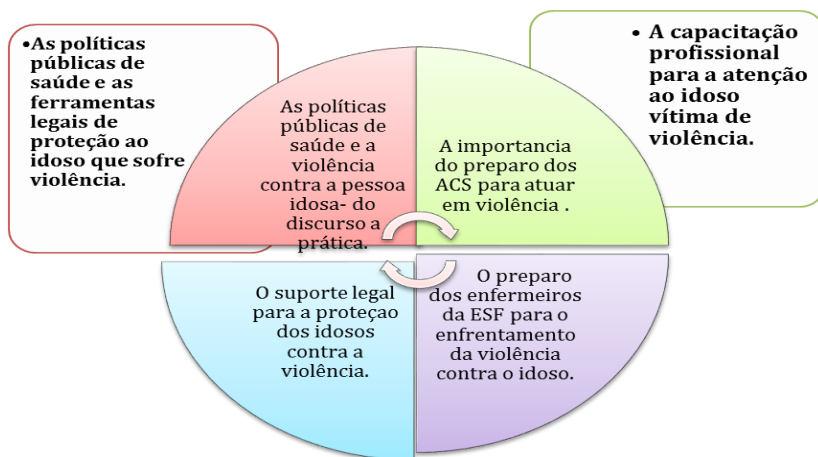 •As políticas
públicas de
saúde e as
ferramentas
legais de
proteção ao
idoso que sofre
violência.
As políticas
públicas de
saúde e a
violência
contra a pessoa
idosa- do
discurso a
prática.
A importancia
do preparo dos
ACS para atuar
em violência .
• A capacitação
profissional
para a atenção
ao idoso
vítima de
violência.
O suporte legal
para a proteçao
dos idosos
contra a
violência.
O preparo
dos enfermeiros
da ESF para o
enfrentamento
da violência
contra o idoso.